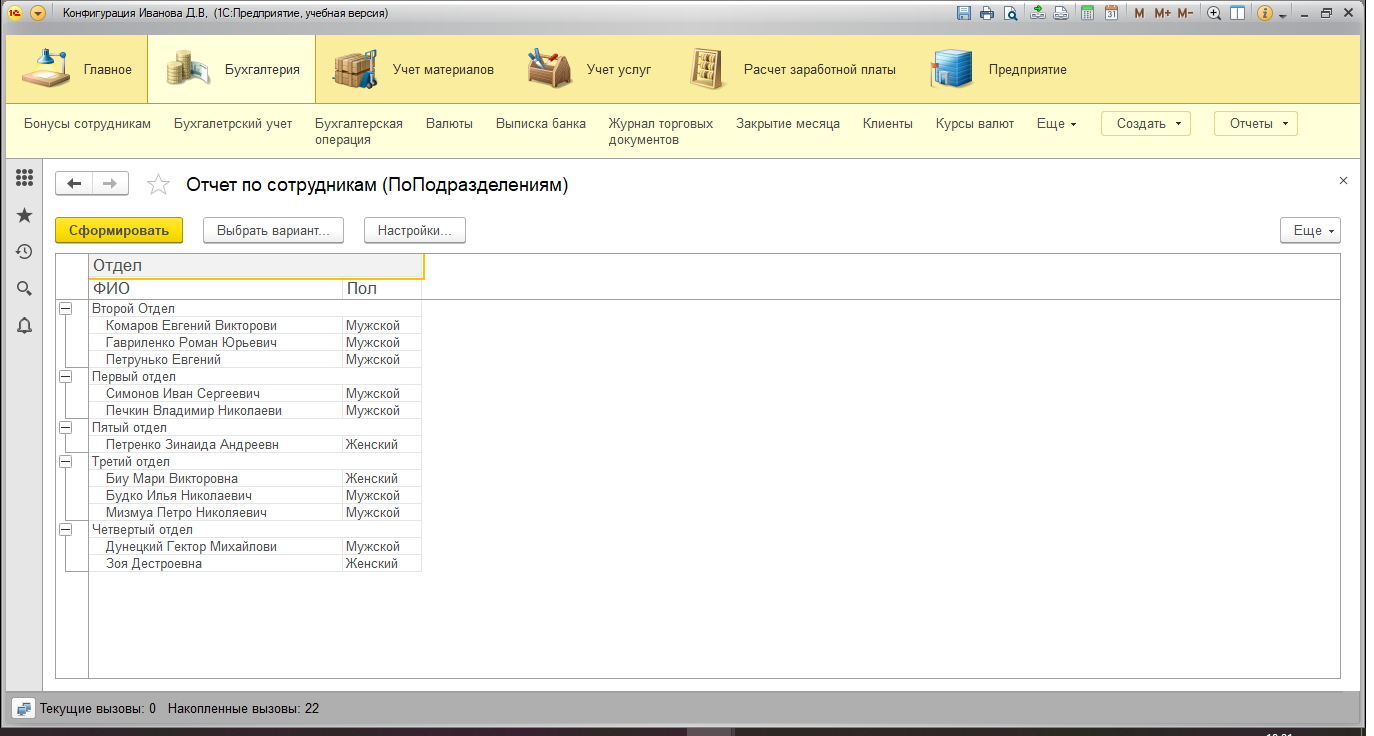 Конфигурация Иванова Д.В, (1С:Предприятие, учебная версия)
M M+ M-
Главное
Бухгалтерия
Учет материалов
Учет услуг
Расчет заработной платы
Предприятие
Бонусы сотрудникам
Бухгалетрский учет
Бухгалтерская
операция
Валюты
Выписка банка
Журнал торговых
документов
Закрытие месяца
Клиенты
Курсы валют
Еще
Создать
Отчеты
Отчет по сотрудникам (ПоПодразделениям)
Сформировать
Выбрать вариант...
Настройки...
Еще
Отдел
ФИО Пол
Второй Отдел
Комаров Евгений Викторови Мужской
Гавриленко Роман Юрьевич Мужской
Петрунько Евгений Мужской
Первый отдел
Симонов Иван Сергеевич Мужской
Печкин Владимир Николаеви Мужской
Пятый отдел
Петренко Зинаида Андреевн Женский
Третий отдел
Биу Мари Викторовна Женский
Будко Илья Николаевич Мужской
Мизмуа Петро Николяевич Мужской
Четвертый отдел
Дунецкий Гектор Михайлови Мужской
Зоя Дестроевна Женский
Текущие вызовы: 0 Накопленные вызовы: 22